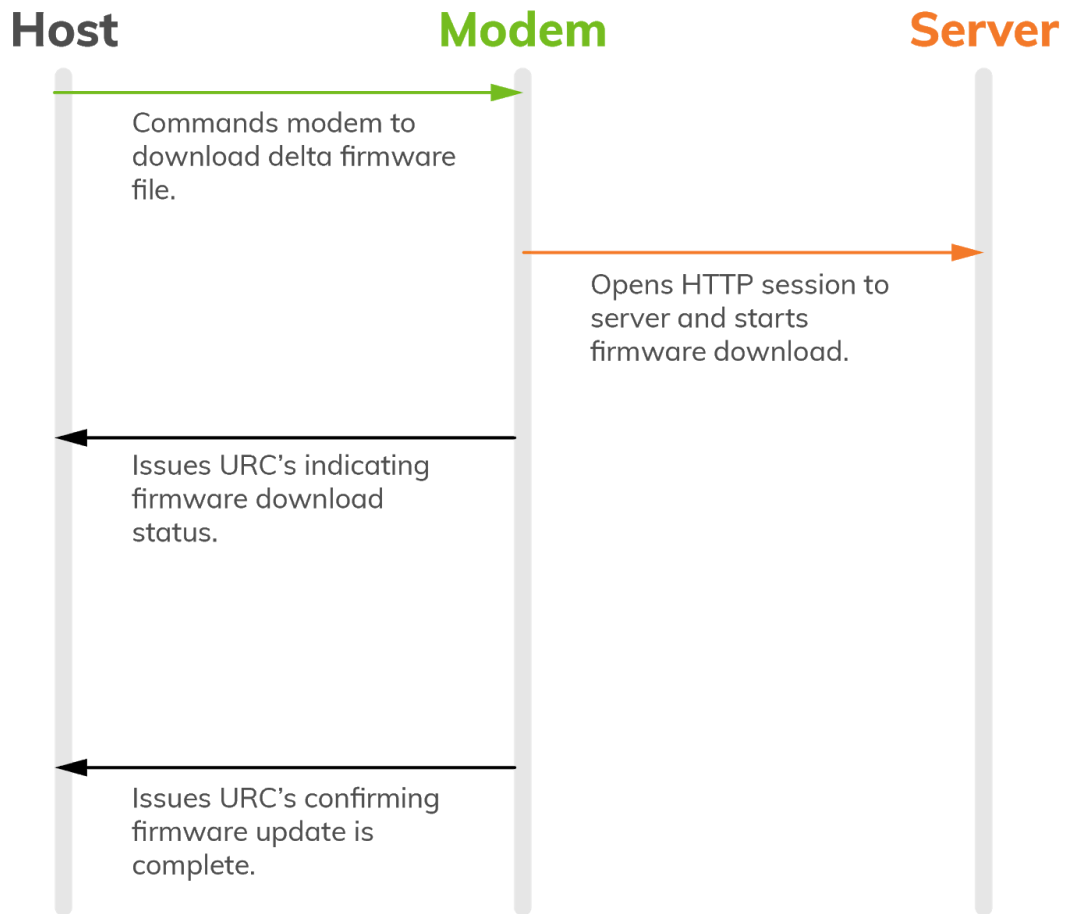 Host
Modem
Server
Commands modem to
download delta firmware
file.
Opens HTTP session to
server and starts
firmware download.
Issues URC’s indicating
firmware download
status.
Issues URC’s confirming
firmware update is
complete.